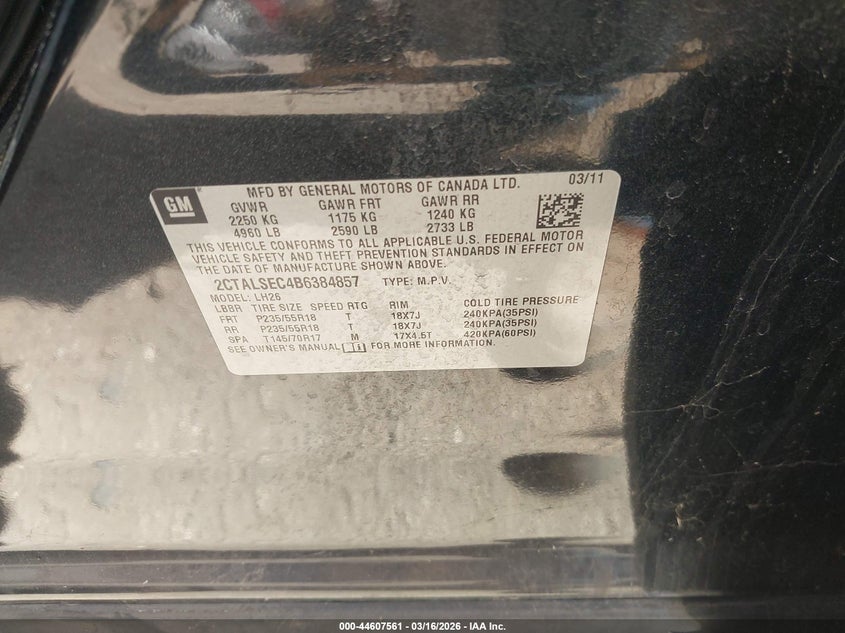 GM
MFD BY GENERAL MOTORS OF CANADA LTD. 03/11
GVWR GAWR FRT GAWR RR
2250 KG 1175 KG 1240 KG
4960 LB 2590 LB 2733 LB
THIS VEHICLE CONFORMS TO ALL APPLICABLE U.S. FEDERAL MOTOR
VEHICLE SAFETY AND THEFT PREVENTION STANDARDS IN EFFECT ON
THE DATE OF MANUFACTURE SHOWN ABOVE.
2CTALSEC4B6384857 TYPE: M.P.V.
MODEL: LH26
LBBR TIRE SIZE SPEED RTG RIM COLD TIRE PRESSURE
FRT P235/55R18 T 18X7J 240KPA(35PSI)
RR P235/55R18 T 18X7J 240KPA(35PSI)
SPA T145/70R17 M 17X4.5T 420KPA(60PSI)
SEE OWNER'S MANUAL FOR MORE INFORMATION.
000-44607561 — 03/16/2026 — IAA Inc.